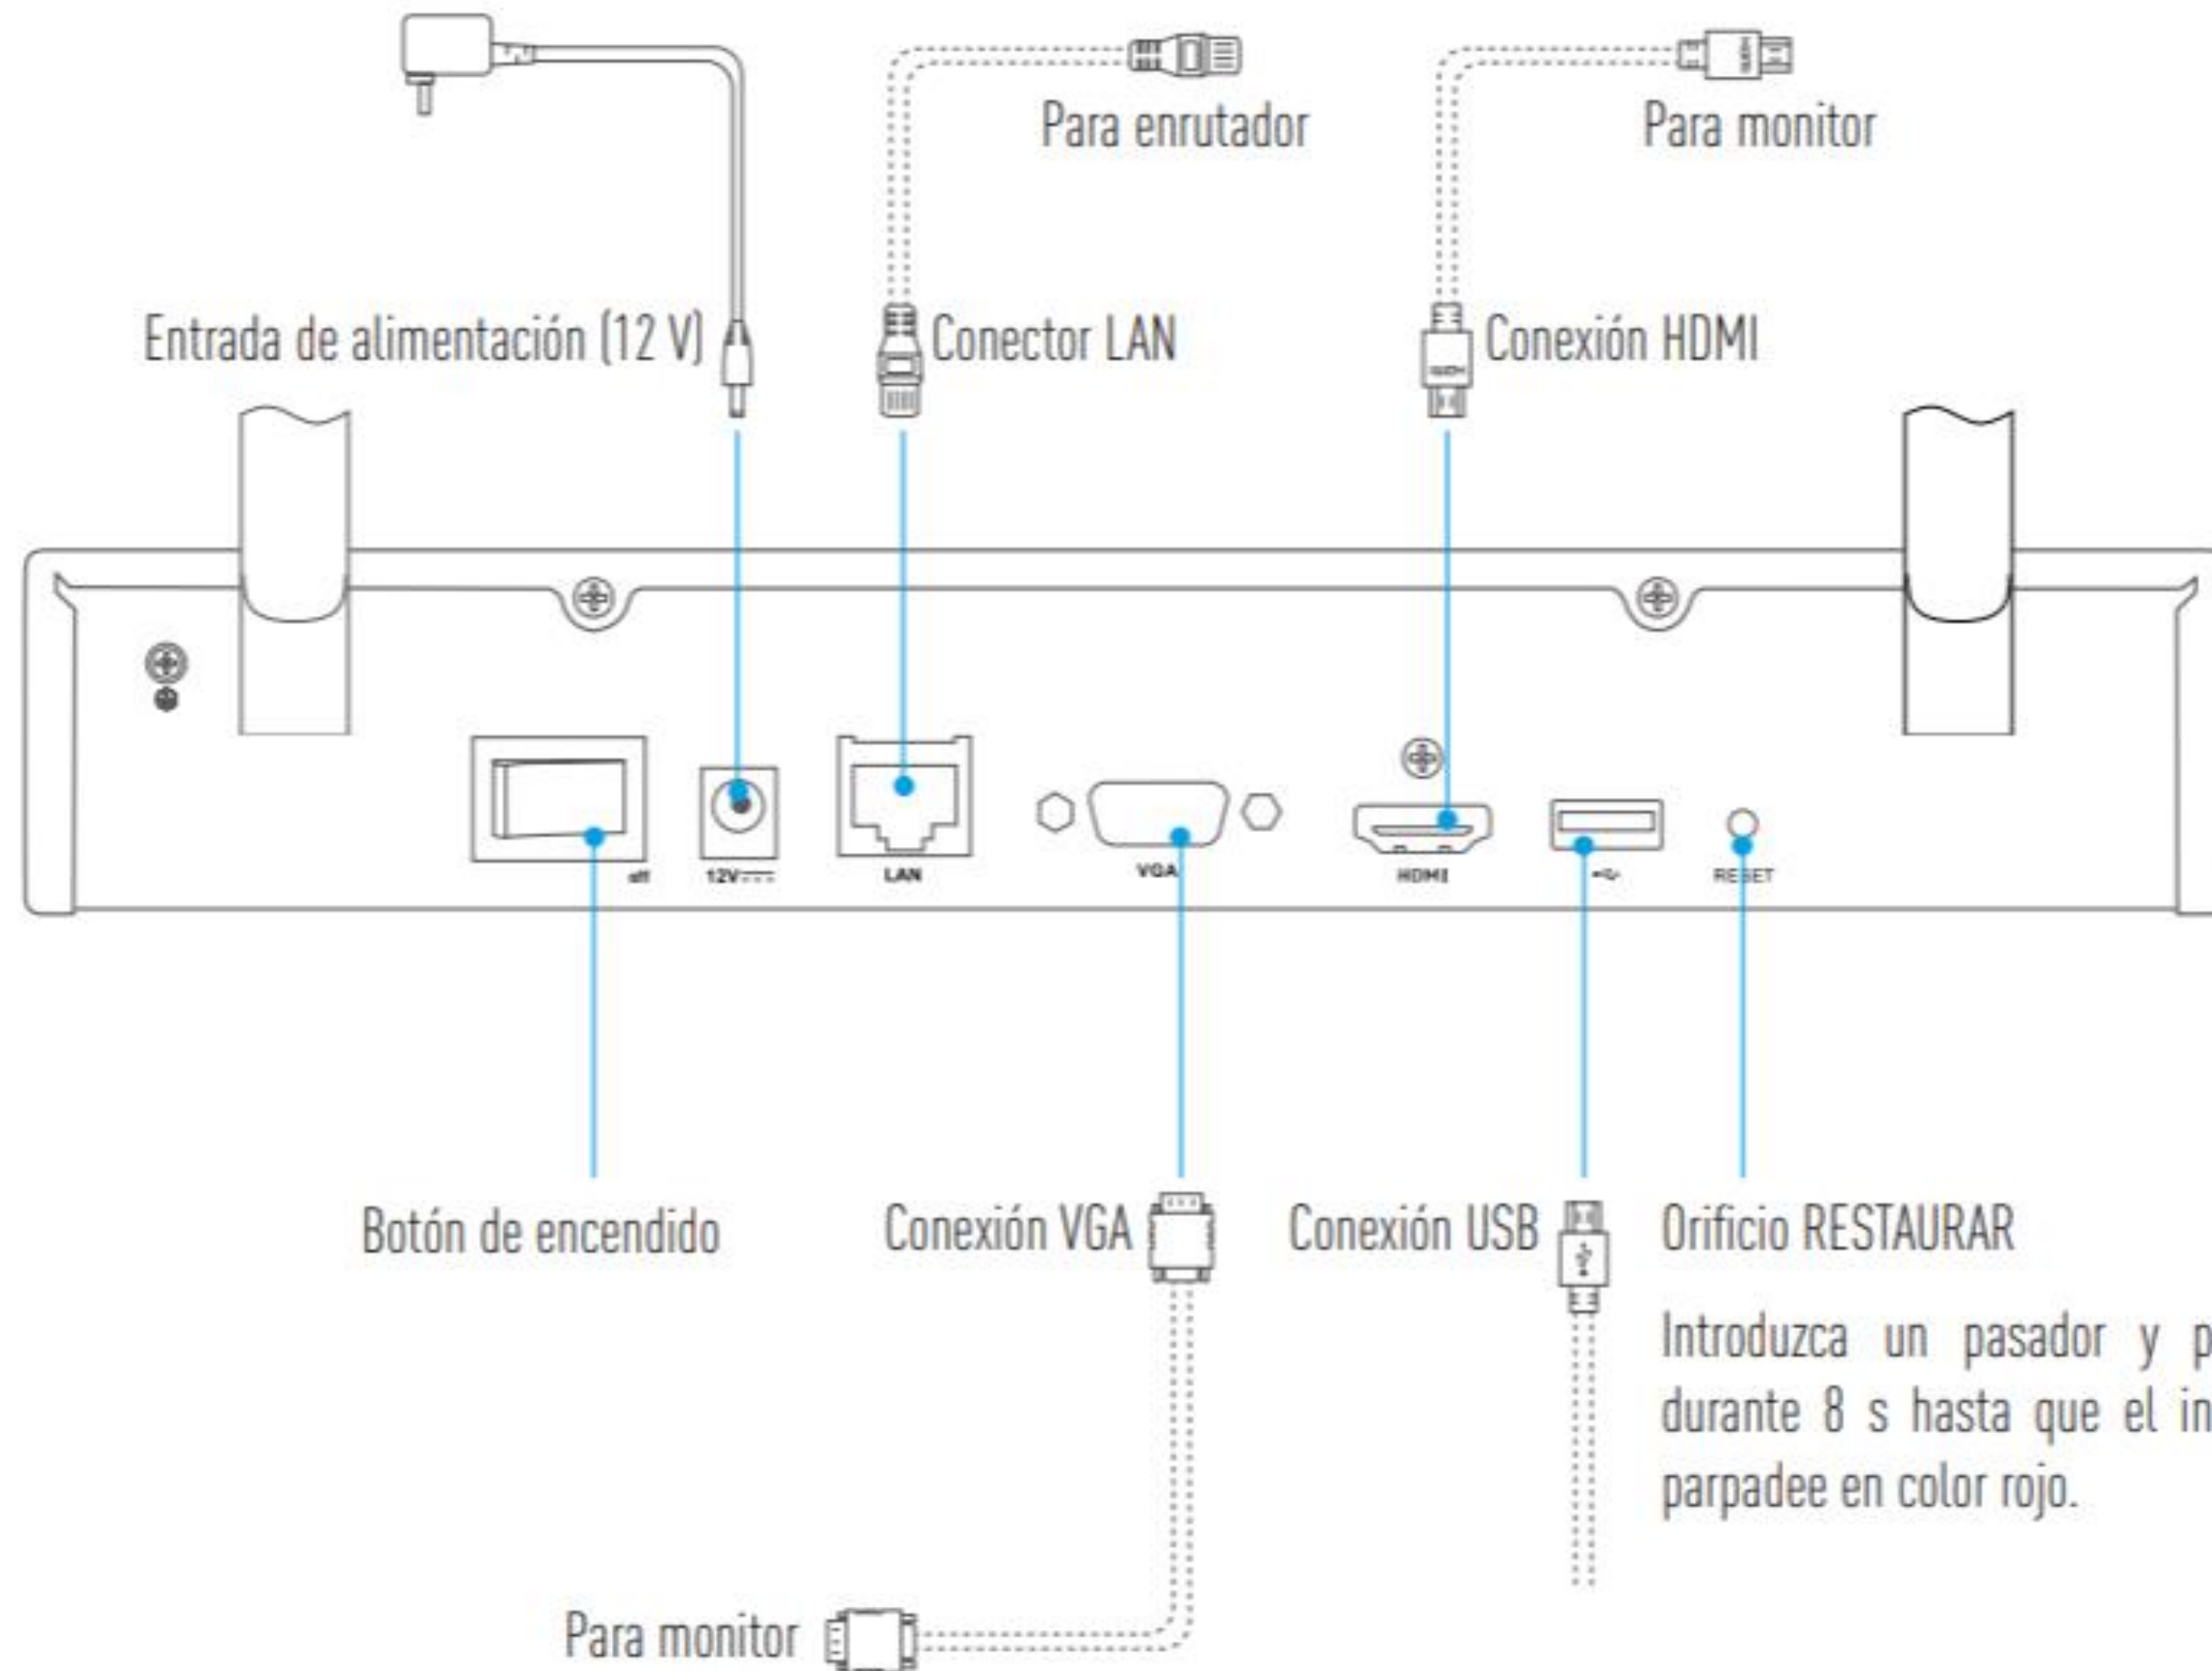 Para enrutador
Para monitor
Entrada de alimentación (12 V)
Conector LAN
Conexión HDMI
off
12V
LAN
VGA
HDMI
RESET
Botón de encendido
Conexión VGA
Conexión USB
Orificio RESTAURAR
Introduzca un pasador y p
durante 8 s hasta que el in
parpadee en color rojo.
Para monitor